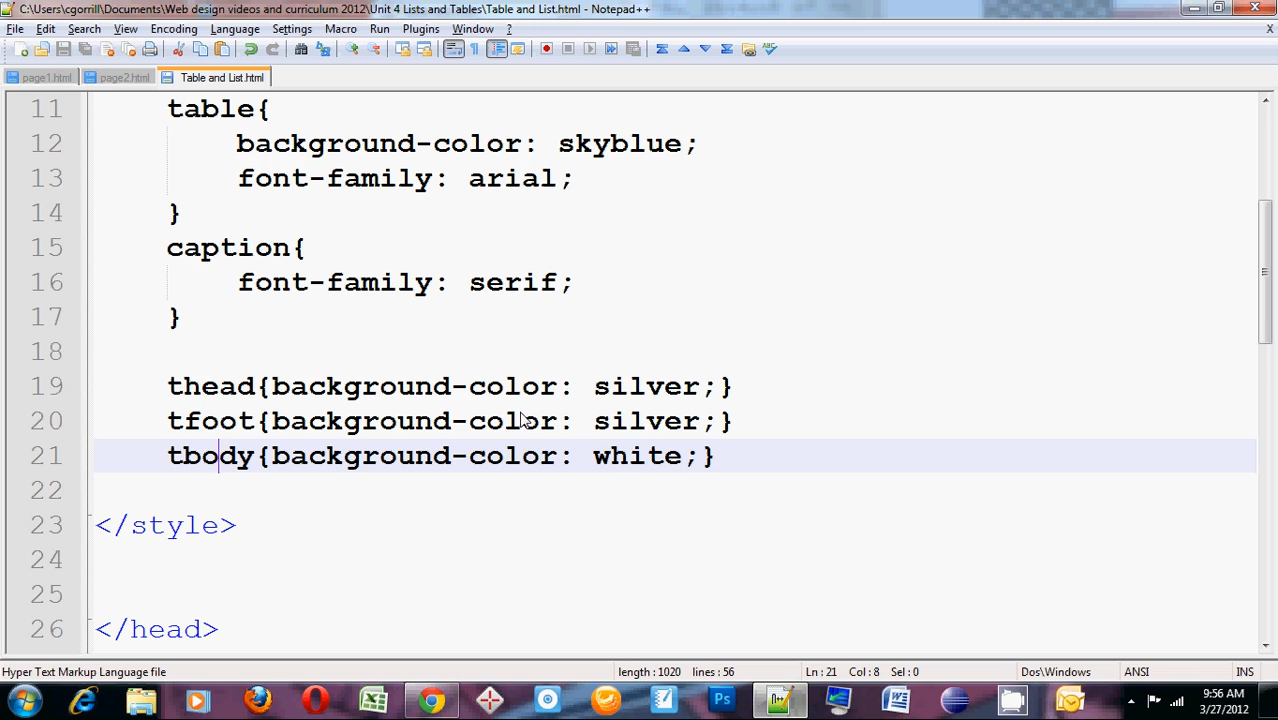 C:\Users\cgorrill\Documents\Web design videos and curriculum 2012\Unit 4 Lists and Tables\Table and List.html - Notepad++
File Edit Search View Encoding Language Settings Macro Run Plugins Window ? X
page1.html page2.html Table and List.html
11 table{
12 background-color: skyblue;
13 font-family: arial;
14 }
15 caption{
16 font-family: serif;
17 }
18
19 thead{background-color: silver;}
20 tfoot{background-color: silver;}
21 tbody{background-color: white;}
22
23 </style>
24
25
26 </head>
Hyper Text Markup Language file length : 1020 lines : 56 Ln : 21 Col : 8 Sel : 0 Dos\Windows ANSI INS
9:56 AM
3/27/2012